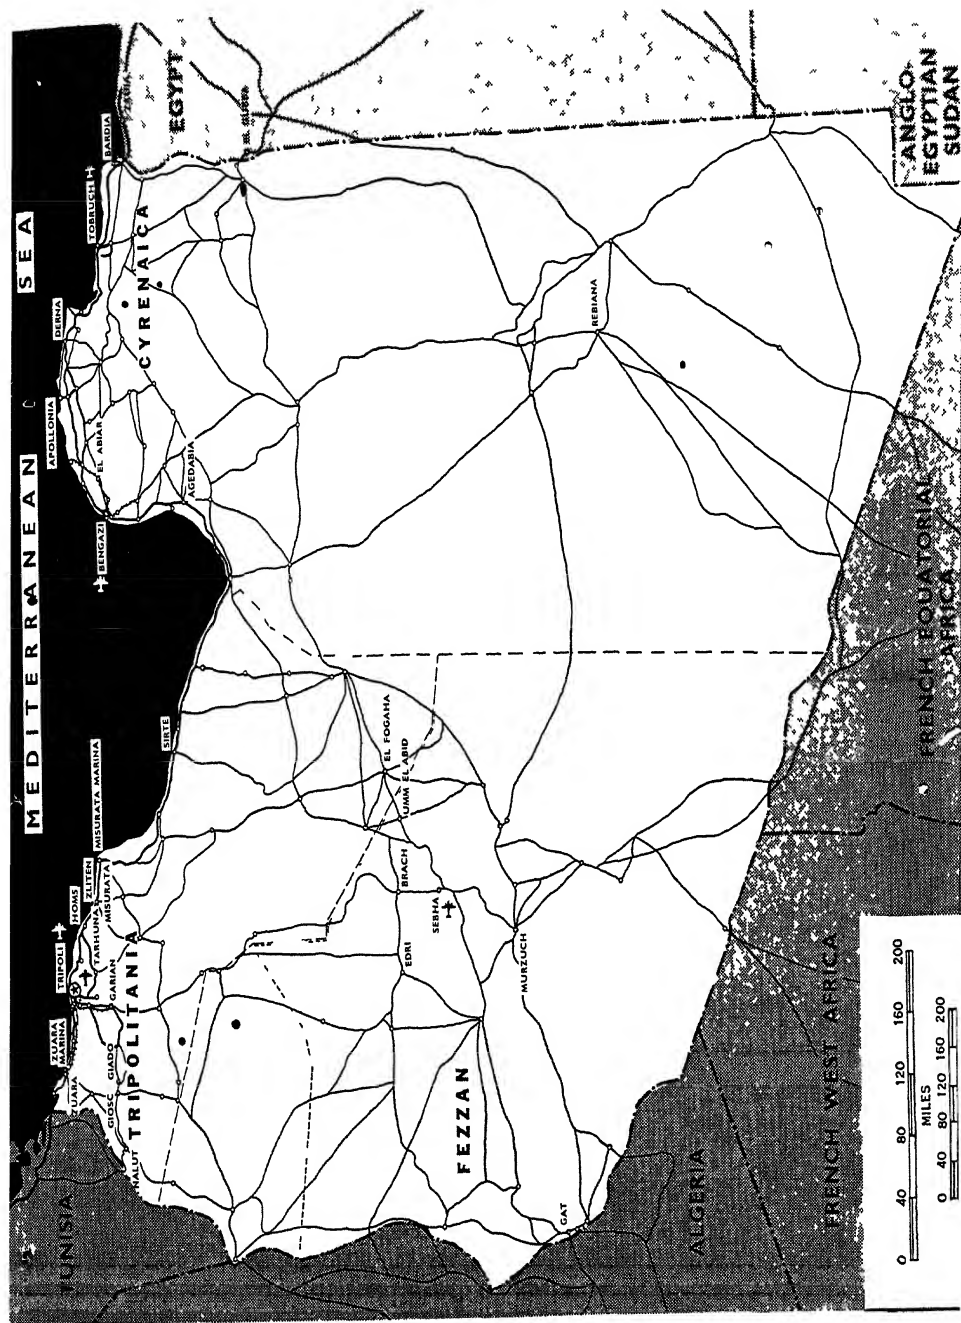 MEDITERRANEAN SEA
TUNISIA
ZUARA
ZUARA
MARINA
TRIPOLI
HOMS
ZLITEN
MISURATA MARINA
TARHUNA
MISURATA
GARIAN
GIADO
GIOSC
NALUT
TRIPOLITANIA
SIRTE
BENGAZI
APOLLONIA
DERNA
TOBRUCH
BARDIA
EL ABIAR
AGEDABIA
CYRENAICA
EGYPT
EL FOGAHA
UMM EL ABID
BRACH
SEBHA
EDRI
MURZUCH
FEZZAN
GAT
REBIANA
ALGERIA
FRENCH WEST AFRICA
FRENCH EQUATORIAL
AFRICA
ANGLO
EGYPTIAN
SUDAN
0 40 80 120 160 200
MILES
0 40 80 120 160 200